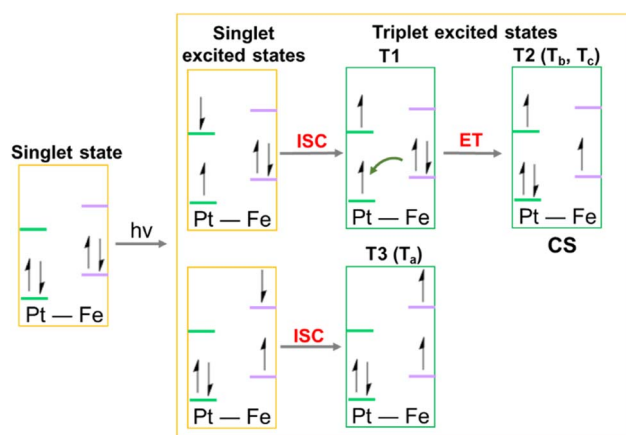 Singlet
excited states
Triplet excited states
T1
T2 (Tb, Tc)
ISC
ET
Singlet state
hv
Pt — Fe
Pt — Fe
Pt — Fe
Pt — Fe
CS
T3 (Ta)
ISC
Pt — Fe
Pt — Fe